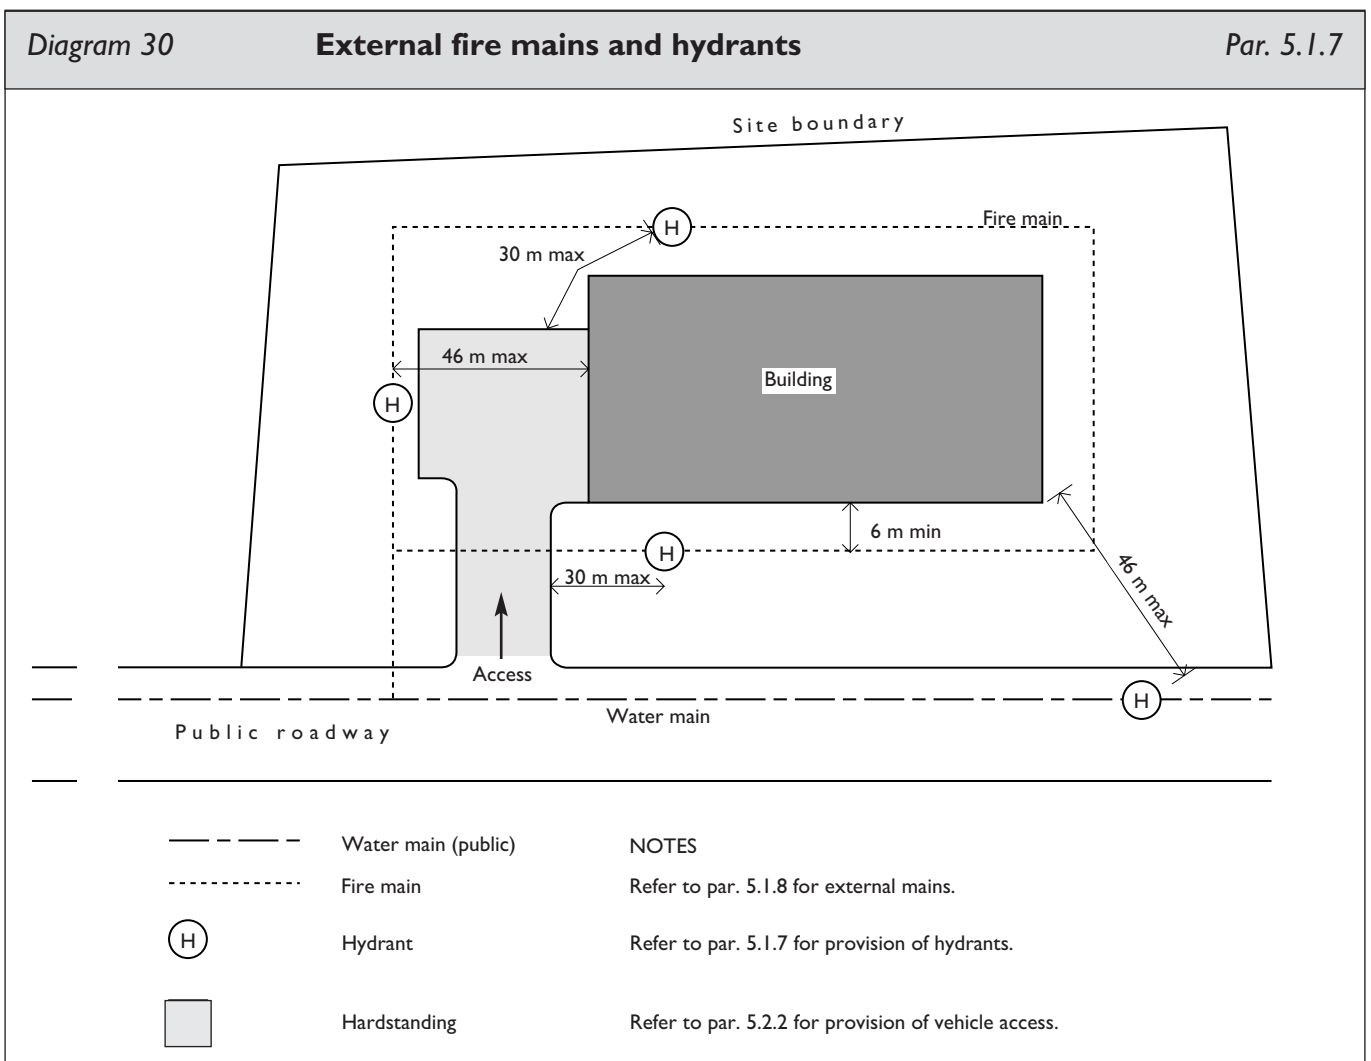 Diagram 30 External fire mains and hydrants Par. 5.1.7
Site boundary
Fire main
H
30 m max
46 m max
Building
H
6 m min
H
30 m max
46 m max
Access
H
Water main
Public roadway
Water main (public) NOTES
Fire main Refer to par. 5.1.8 for external mains.
H Hydrant Refer to par. 5.1.7 for provision of hydrants.
Hardstanding Refer to par. 5.2.2 for provision of vehicle access.